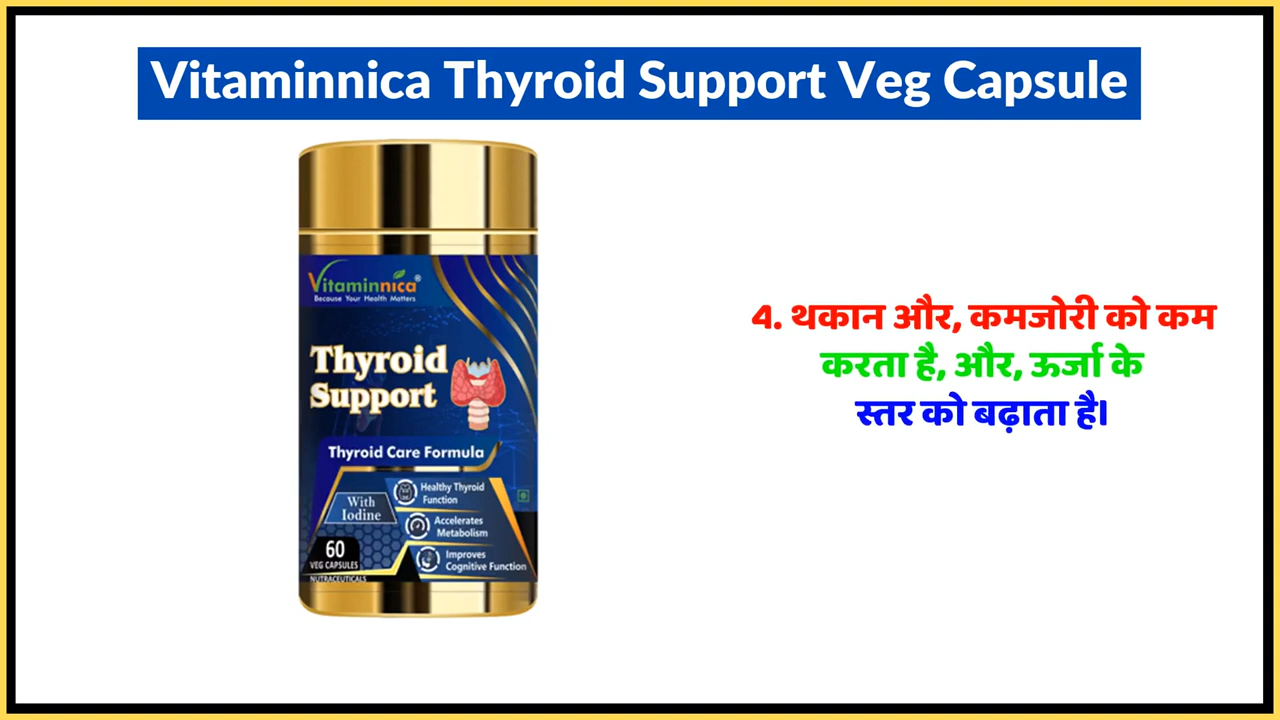 Vitaminnica Thyroid Support Veg Capsule
Vitaminnica®
Because Your Health Matters
Thyroid
Support
Thyroid Care Formula
With
Iodine
Healthy Thyroid
Function
Accelerates
Metabolism
Improves
Cognitive Function
60
VEG CAPSULES
NUTRACEUTICALS
4. थकान और, कमजोरी को कम
करता है, और, ऊर्जा के
स्तर को बढ़ाता है।